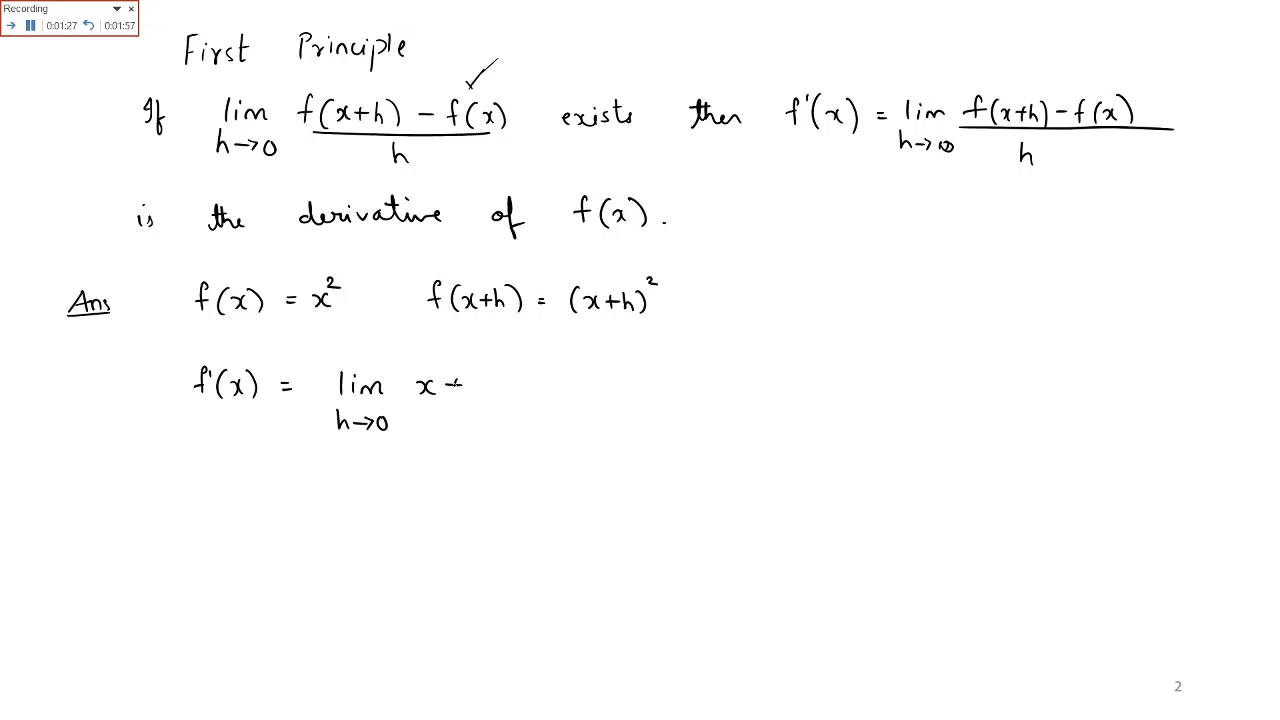 Recording
0:01:27 0:01:57
First Principle
If lim h→0 f(x+h) − f(x) / h exists then f'(x) = lim h→0 f(x+h) − f(x) / h
is the derivative of f(x).
Ans f(x) = x² f(x+h) = (x+h)²
f'(x) = lim h→0 x +
2